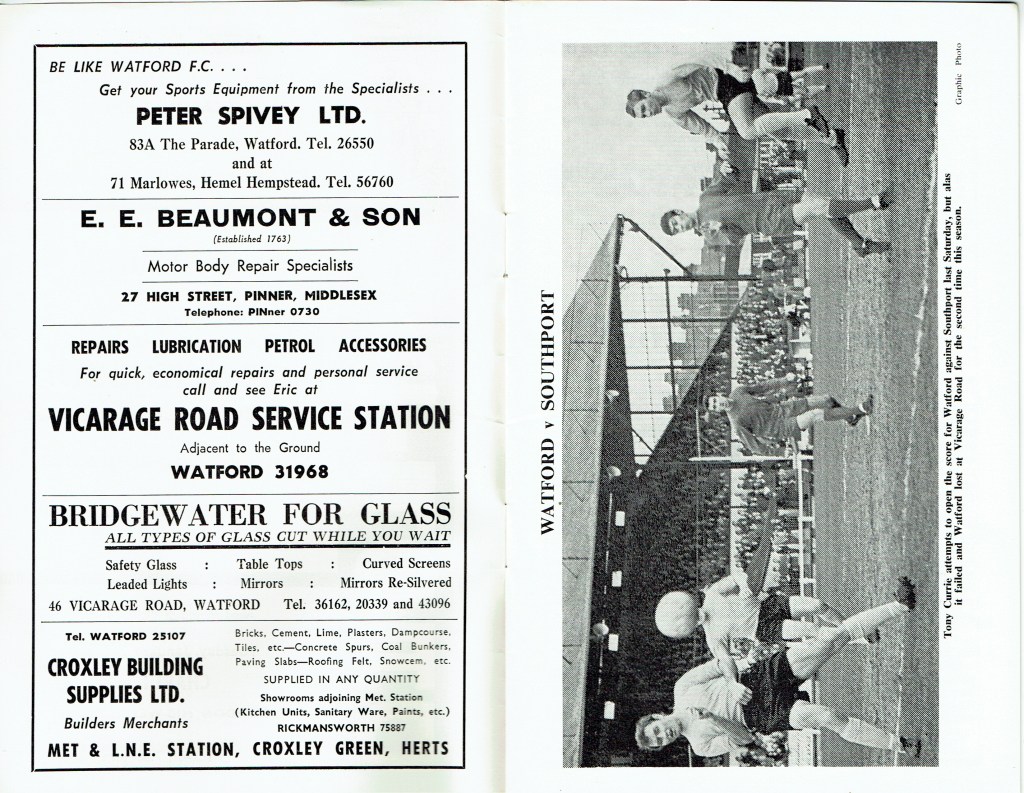 BE LIKE WATFORD F.C. . . .
Get your Sports Equipment from the Specialists . . .
PETER SPIVEY LTD.
83A The Parade, Watford. Tel. 26550
and at
71 Marlowes, Hemel Hempstead. Tel. 56760
E. E. BEAUMONT & SON
(Established 1763)
Motor Body Repair Specialists
27 HIGH STREET, PINNER, MIDDLESEX
Telephone: PINner 0730
REPAIRS LUBRICATION PETROL ACCESSORIES
For quick, economical repairs and personal service
call and see Eric at
VICARAGE ROAD SERVICE STATION
Adjacent to the Ground
WATFORD 31968
BRIDGEWATER FOR GLASS
ALL TYPES OF GLASS CUT WHILE YOU WAIT
Safety Glass : Table Tops : Curved Screens
Leaded Lights : Mirrors : Mirrors Re-Silvered
46 VICARAGE ROAD, WATFORD Tel. 36162, 20339 and 43096
Tel. WATFORD 25107
CROXLEY BUILDING
SUPPLIES LTD.
Builders Merchants
Bricks, Cement, Lime, Plasters, Dampcourse,
Tiles, etc.—Concrete Spurs, Coal Bunkers,
Paving Slabs—Roofing Felt, Snowcem, etc.
SUPPLIED IN ANY QUANTITY
Showrooms adjoining Met. Station
(Kitchen Units, Sanitary Ware, Paints, etc.)
RICKMANSWORTH 75887
MET & L.N.E. STATION, CROXLEY GREEN, HERTS
WATFORD v SOUTHPORT
Graphic Photo
Tony Currie attempts to open the score for Watford against Southport last Saturday, but alas
it failed and Watford lost at Vicarage Road for the second time this season.